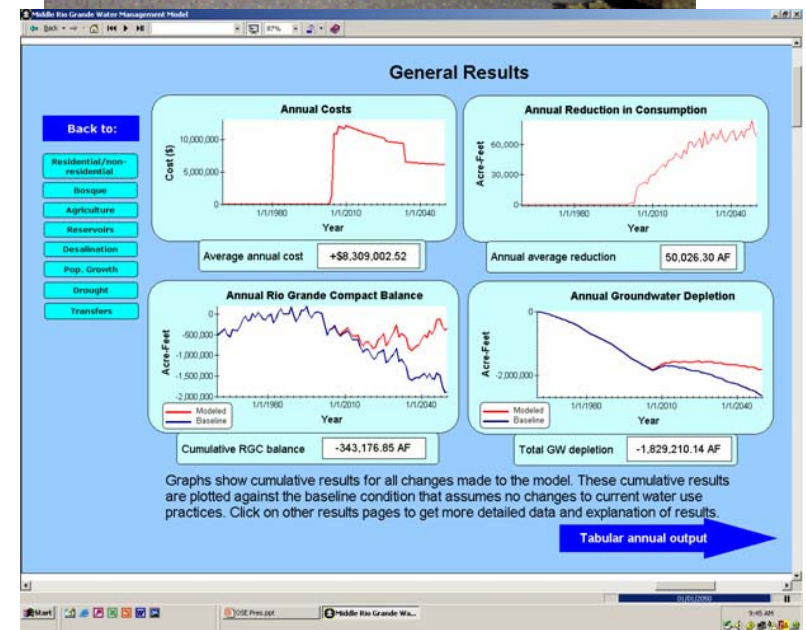 Middle Rio Grande Water Management Model
Back
87%
General Results
Back to:
Residential/non-
residential
Bosque
Agriculture
Reservoirs
Desalination
Pop. Growth
Drought
Transfers
Annual Costs
Cost ($)
10,000,000
5,000,000
0
1/1/1980 1/1/2010 1/1/2040
Year
Average annual cost +$8,309,002.52
Annual Reduction in Consumption
Acre-Feet
60,000
30,000
0
1/1/1980 1/1/2010 1/1/2040
Year
Annual average reduction 50,026.30 AF
Annual Rio Grande Compact Balance
Acre-Feet
0
-500,000
-1,000,000
-1,500,000
-2,000,000
1/1/1980 1/1/2010 1/1/2040
Modeled
Baseline
Year
Cumulative RGC balance -343,176.85 AF
Annual Groundwater Depletion
Acre-Feet
0
-2,000,000
1/1/1980 1/1/2010 1/1/2040
Modeled
Baseline
Year
Total GW depletion -1,829,210.14 AF
Graphs show cumulative results for all changes made to the model. These cumulative results
are plotted against the baseline condition that assumes no changes to current water use
practices. Click on other results pages to get more detailed data and explanation of results.
Tabular annual output
01/01/2050
Start
OSE Pres.ppt
Middle Rio Grande Wa...
9:45 AM